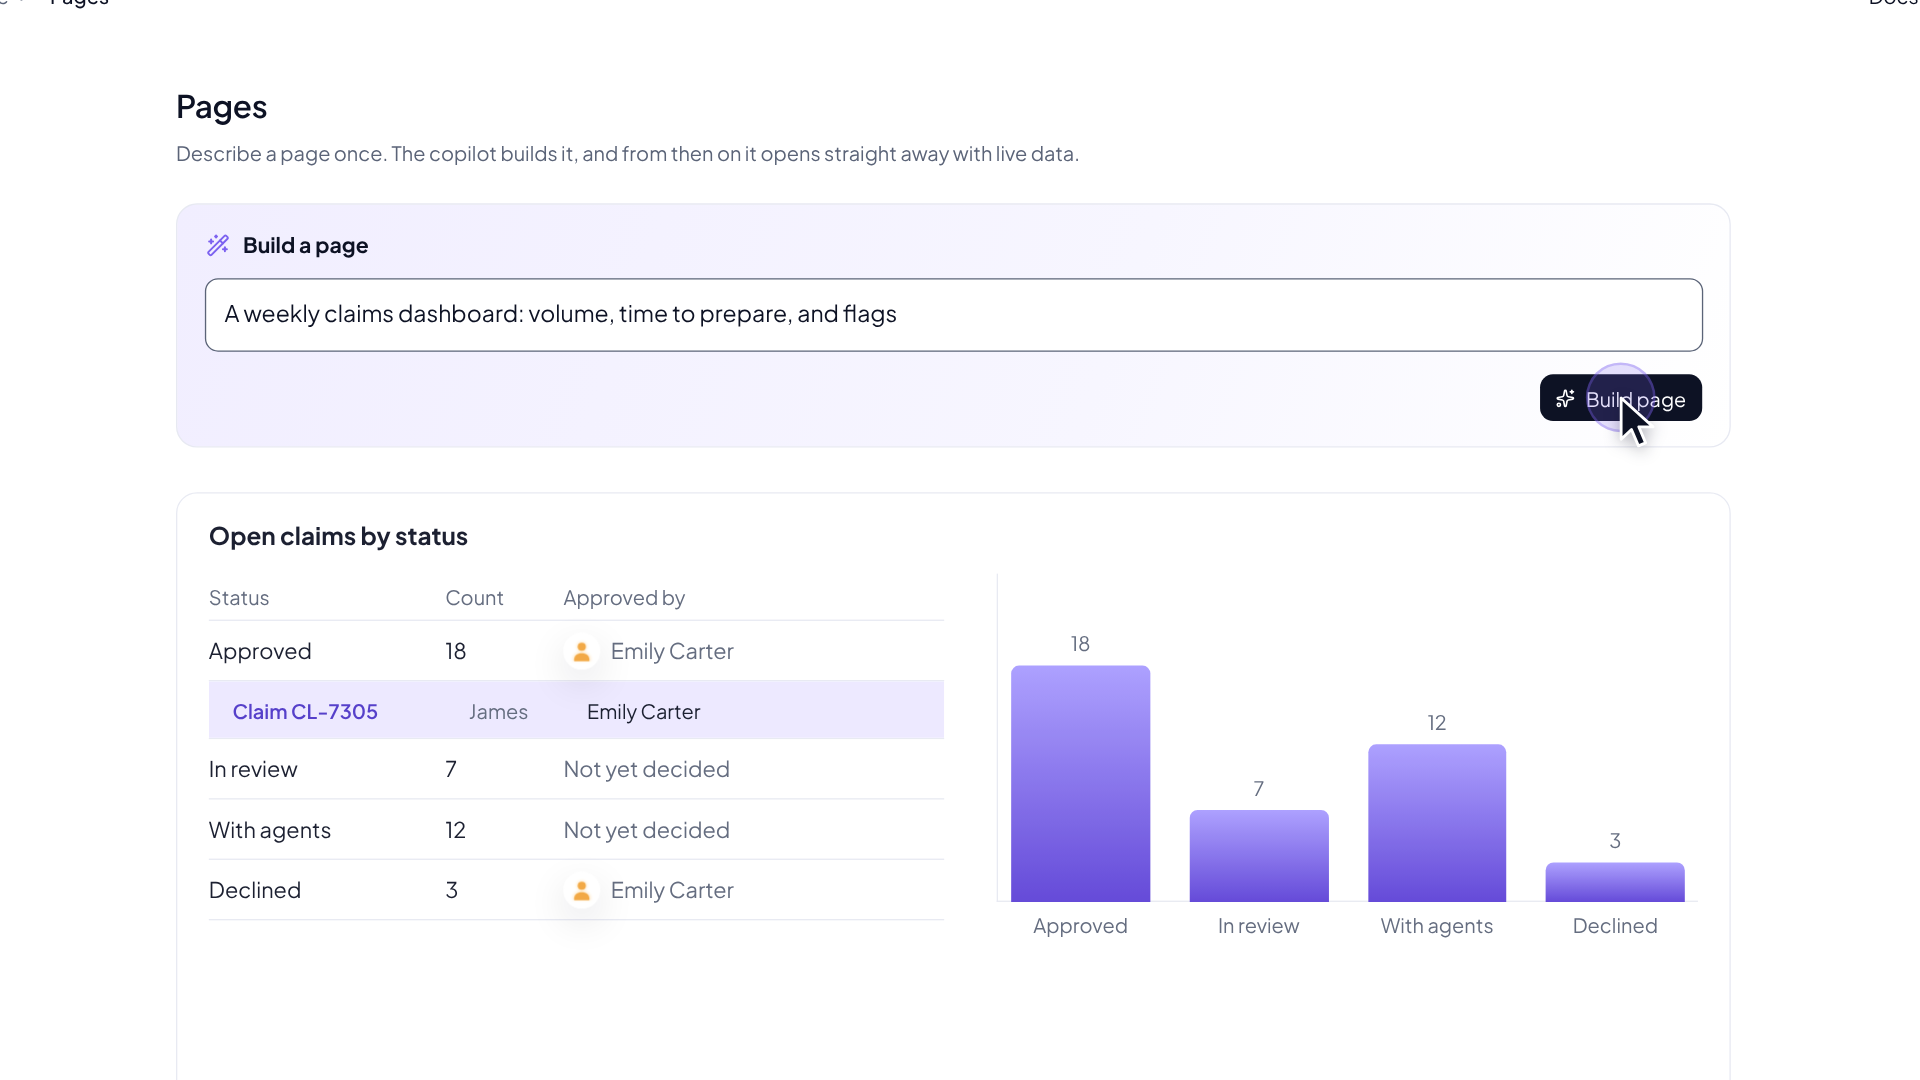 Pages
Docs
Pages
Describe a page once. The copilot builds it, and from then on it opens straight away with live data.
Build a page
A weekly claims dashboard: volume, time to prepare, and flags
Build page
Open claims by status
Status Count Approved by
Approved 18 Emily Carter
Claim CL-7305 James Emily Carter
In review 7 Not yet decided
With agents 12 Not yet decided
Declined 3 Emily Carter
18
7
12
3
Approved In review With agents Declined